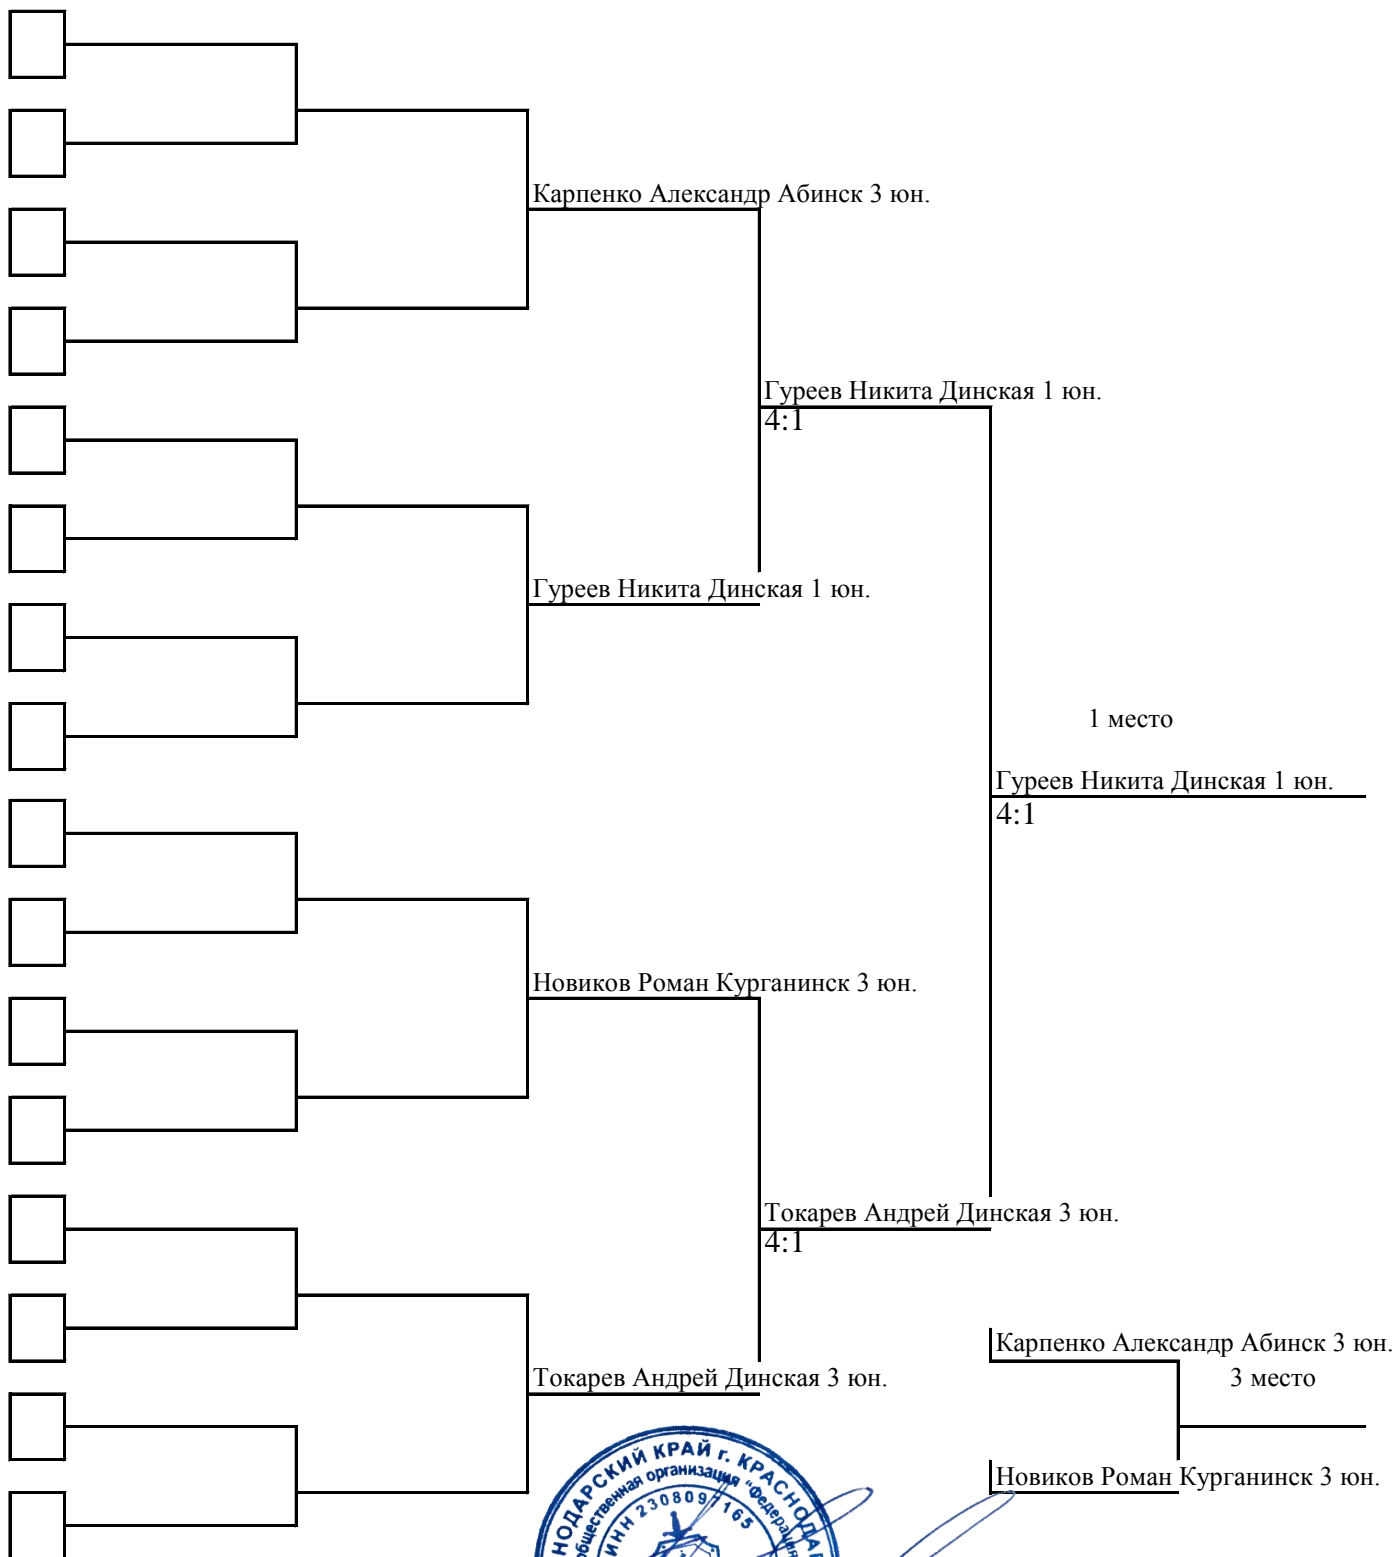 Карпенко Александр Абинск 3 юн.
Гуреев Никита Динская 1 юн.
4:1
Гуреев Никита Динская 1 юн.
1 место
Гуреев Никита Динская 1 юн.
4:1
Новиков Роман Курганинск 3 юн.
Токарев Андрей Динская 3 юн.
4:1
Карпенко Александр Абинск 3 юн.
3 место
Токарев Андрей Динская 3 юн.
Новиков Роман Курганинск 3 юн.
НОДАРСКИЙ КРАЙ г. КРАСНОДАР
общественная организация "Федерация
ИНН 2308097165